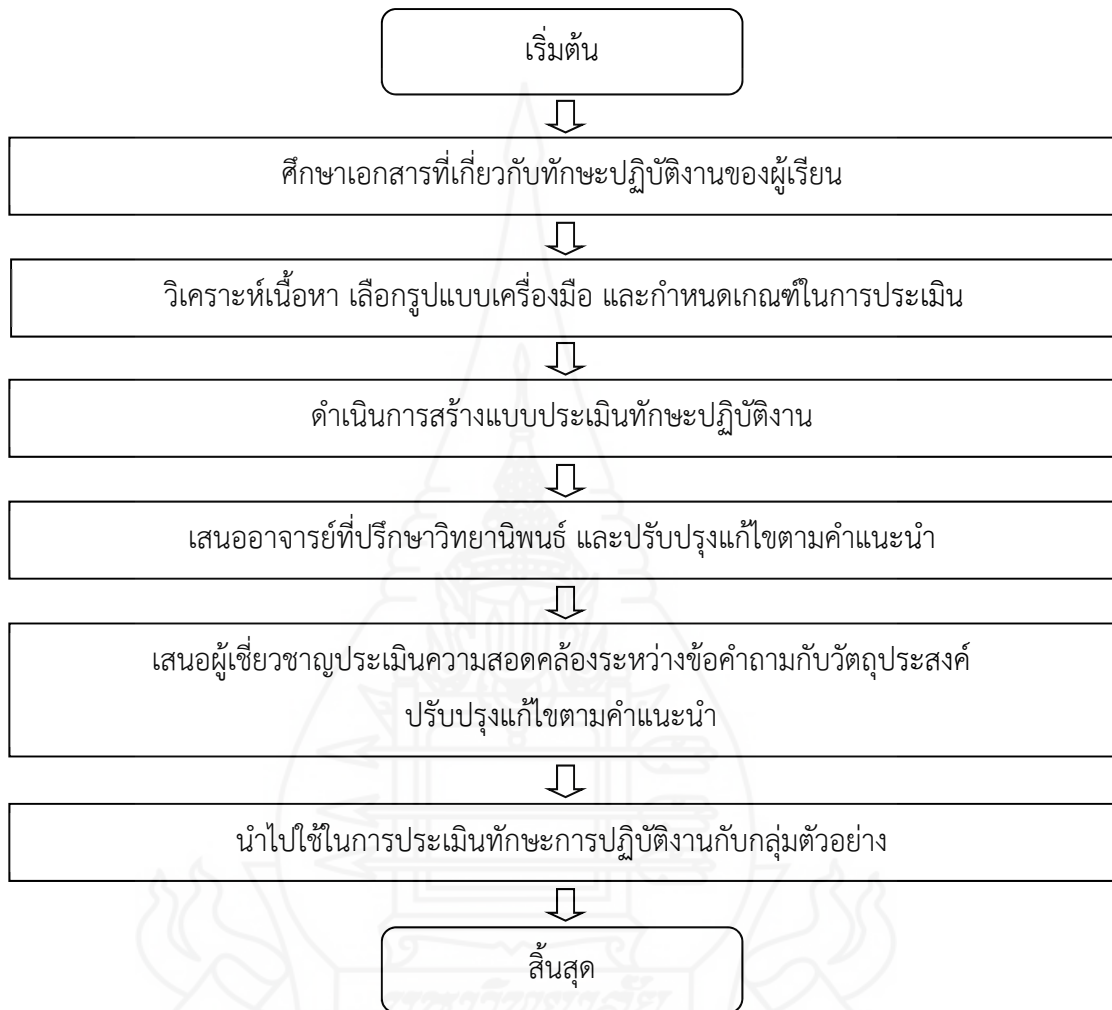 เริ่มต้น
ศึกษาเอกสารที่เกี่ยวกับทักษะปฏิบัติงานของผู้เรียน
วิเคราะห์เนื้อหา เลือกรูปแบบเครื่องมือ และกำหนดเกณฑ์ในการประเมิน
ดำเนินการสร้างแบบประเมินทักษะปฏิบัติงาน
เสนออาจารย์ที่ปรึกษาวิทยานิพนธ์ และปรับปรุงแก้ไขตามคำแนะนำ
เสนอผู้เชี่ยวชาญประเมินความสอดคล้องระหว่างข้อคำถามกับวัตถุประสงค์
ปรับปรุงแก้ไขตามคำแนะนำ
นำไปใช้ในการประเมินทักษะการปฏิบัติงานกับกลุ่มตัวอย่าง
สิ้นสุด